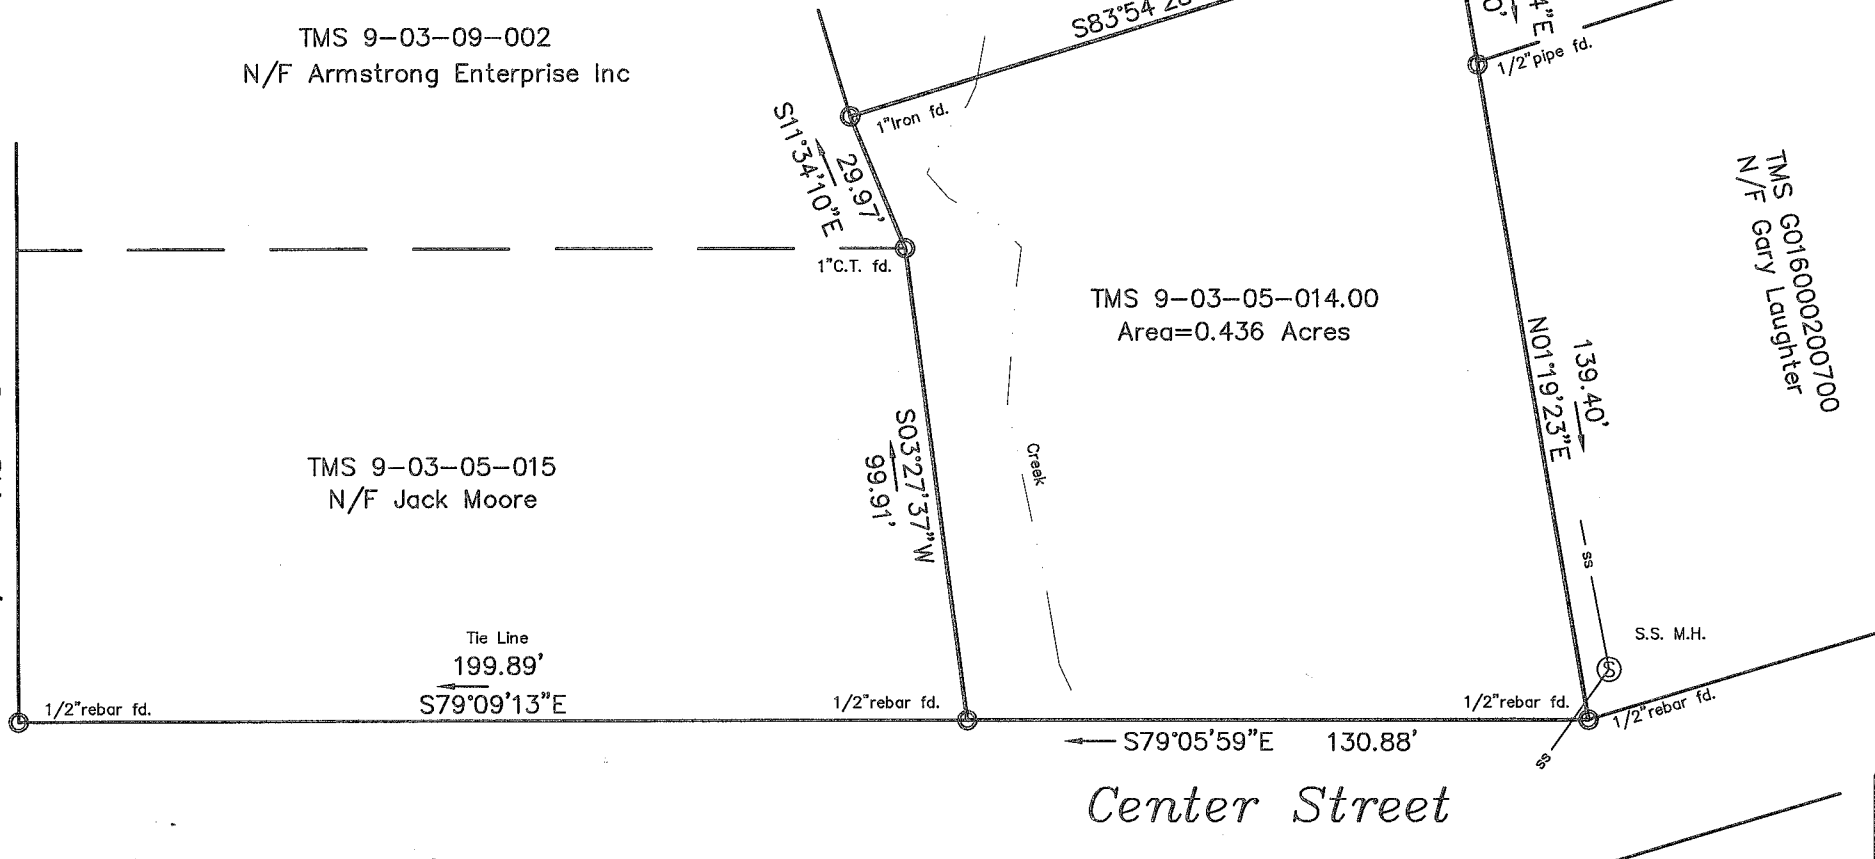 TMS 9-03-09-002
N/F Armstrong Enterprise Inc
S83°54'
1/2"pipe fd.
1"Iron fd.
S11°34'10"E
29.97'
1"C.T. fd.
TMS G016000200700
N/F Gary Laughter
TMS 9-03-05-014.00
Area=0.436 Acres
139.40'
N01°19'23"E
S03°27'37"W
99.91'
Creek
TMS 9-03-05-015
N/F Jack Moore
ss
S.S. M.H.
S
Tie Line
199.89'
S79°09'13"E
1/2"rebar fd.
1/2"rebar fd.
1/2"rebar fd.
1/2"rebar fd.
S79°05'59"E 130.88'
ss
Center Street